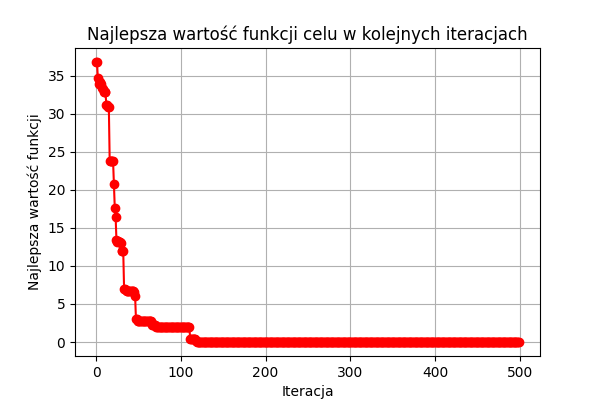 Najlepsza wartość funkcji celu w kolejnych iteracjach
Najlepsza wartość funkcji
35
30
25
20
15
10
5
0
0 100 200 300 400 500
Iteracja